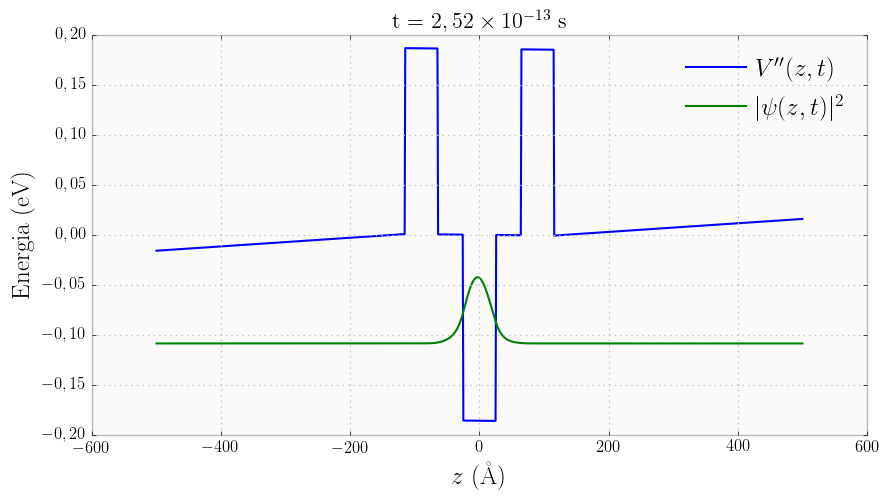 t = 2,52 × 10⁻¹³ s
0,20
0,15
0,10
0,05
0,00
−0,05
−0,10
−0,15
−0,20
Energia (eV)
V′′(z, t)
|ψ(z, t)|²
−600 −400 −200 0 200 400 600
z (Å)